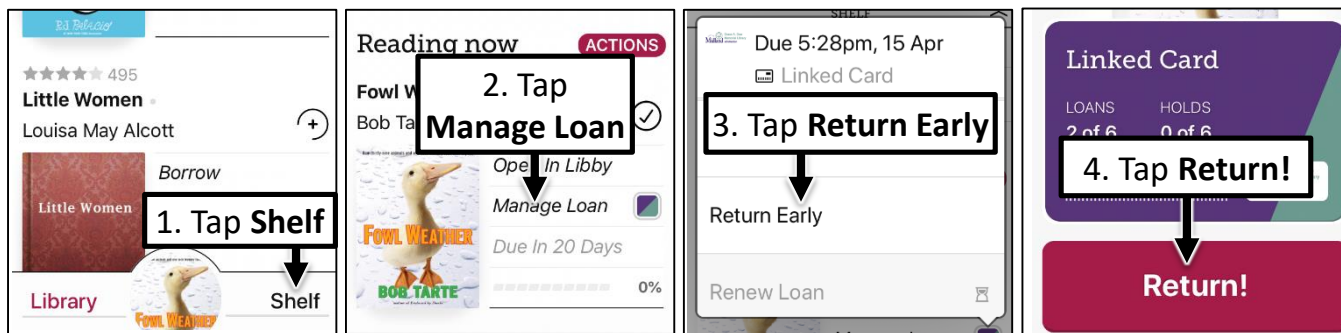 ★★★★★ 495
Little Women
Louisa May Alcott
Borrow
Little Women
1. Tap Shelf
Library
FOWL WEATHER
Shelf
Reading now
ACTIONS
Fowl W
Bob Ta
2. Tap
Manage Loan
Ope In Libby
Manage Loan
FOWL WEATHER
Due In 20 Days
BOB TARTE
0%
SHELF
Midland
Due 5:28pm, 15 Apr
Linked Card
3. Tap Return Early
Return Early
Renew Loan
Linked Card
LOANS HOLDS
2 of 6 0 of 6
4. Tap Return!
Return!